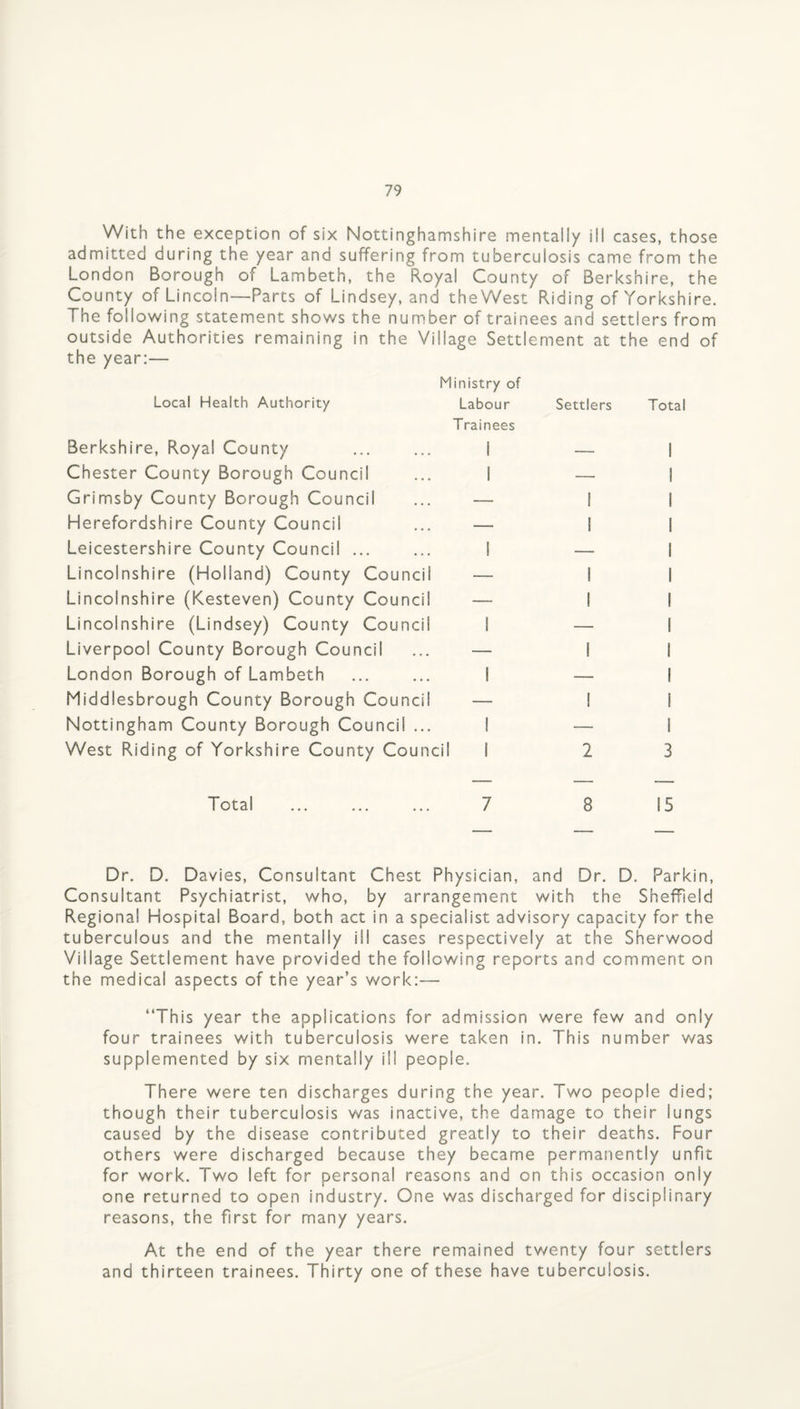 79
With the exception of six Nottinghamshire mentally ill cases, those
admitted during the year and suffering from tuberculosis came from the
London Borough of Lambeth, the Royal County of Berkshire, the
County of Lincoln—Parts of Lindsey, and the West Riding of Yorkshire.
The following statement shows the number of trainees and settlers from
outside Authorities remaining in the Village Settlement at the end of
the year:—
Ministry of
Local Health Authority Labour Settlers Total
Trainees
Berkshire, Royal County ... ... 1 — 1
Chester County Borough Council ... 1 — 1
Grimsby County Borough Council ... — 1 1
Herefordshire County Council ... — 1 1
Leicestershire County Council ... ... 1 — 1
Lincolnshire (Holland) County Council — 1 1
Lincolnshire (Kesteven) County Council — 1 1
Lincolnshire (Lindsey) County Council 1 — 1
Liverpool County Borough Council ... — 1 1
London Borough of Lambeth ... ... 1 — 1
Middlesbrough County Borough Council — 1 1
Nottingham County Borough Council ... 1 — 1
West Riding of Yorkshire County Council 1 2 3
Total ... ... ... 7 8 15
Dr. D. Davies, Consultant Chest Physician, and Dr. D. Parkin,
Consultant Psychiatrist, who, by arrangement with the Sheffield
Regional Hospital Board, both act in a specialist advisory capacity for the
tuberculous and the mentally ill cases respectively at the Sherwood
Village Settlement have provided the following reports and comment on
the medical aspects of the year's work:—
"This year the applications for admission were few and only
four trainees with tuberculosis were taken in. This number was
supplemented by six mentally ill people.
There were ten discharges during the year. Two people died;
though their tuberculosis was inactive, the damage to their lungs
caused by the disease contributed greatly to their deaths. Four
others were discharged because they became permanently unfit
for work. Two left for personal reasons and on this occasion only
one returned to open industry. One was discharged for disciplinary
reasons, the first for many years.
At the end of the year there remained twenty four settlers
and thirteen trainees. Thirty one of these have tuberculosis.